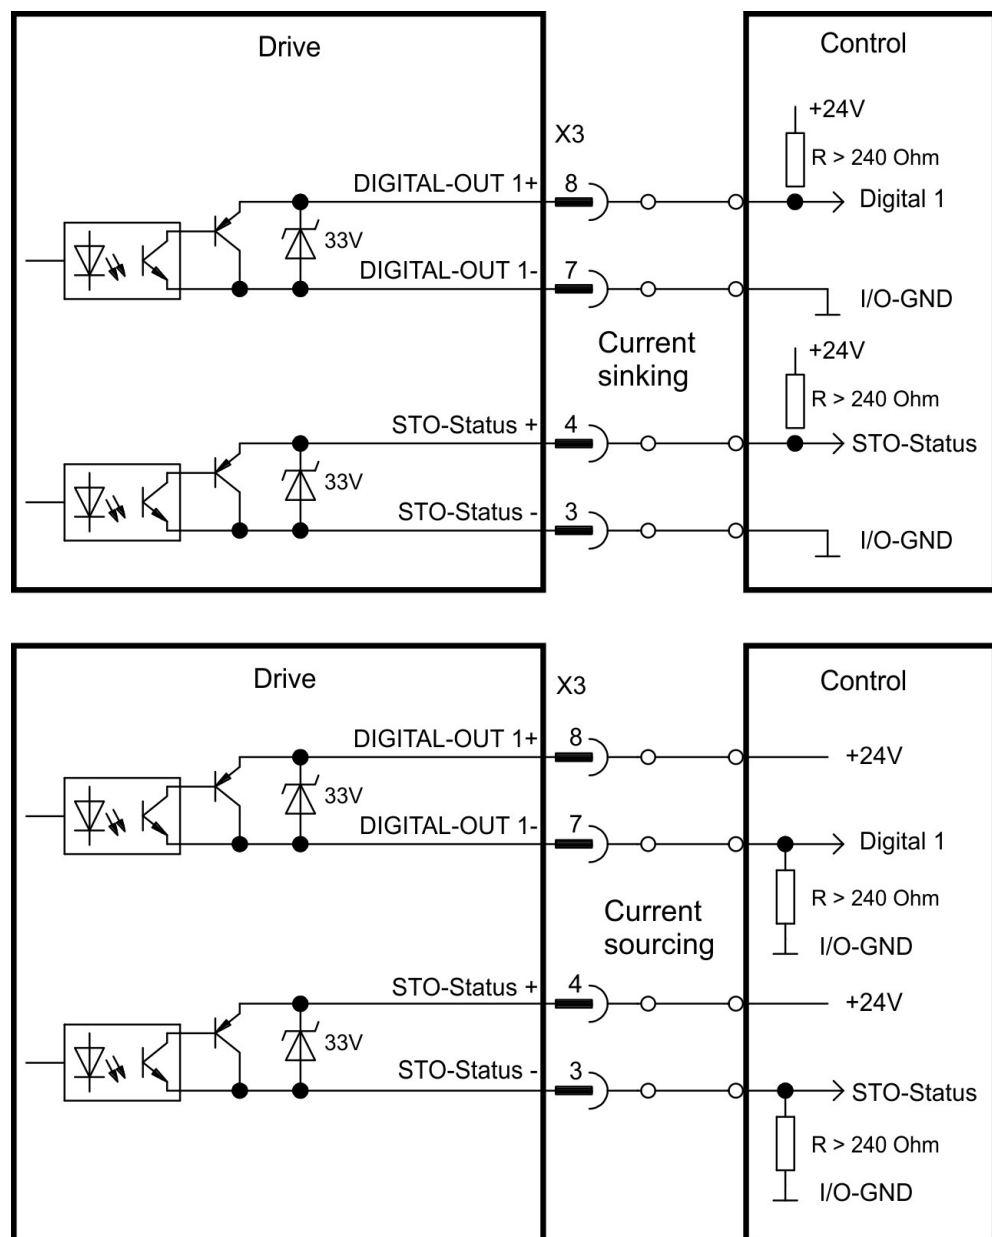 Drive
Control
+24V
X3
R > 240 Ohm
DIGITAL-OUT 1+
8
Digital 1
33V
DIGITAL-OUT 1-
7
I/O-GND
Current
sinking
+24V
R > 240 Ohm
STO-Status +
4
STO-Status
33V
STO-Status -
3
I/O-GND
Drive
X3
Control
DIGITAL-OUT 1+
8
+24V
33V
DIGITAL-OUT 1-
7
Digital 1
R > 240 Ohm
Current
sourcing
I/O-GND
STO-Status +
4
+24V
33V
STO-Status -
3
STO-Status
R > 240 Ohm
I/O-GND